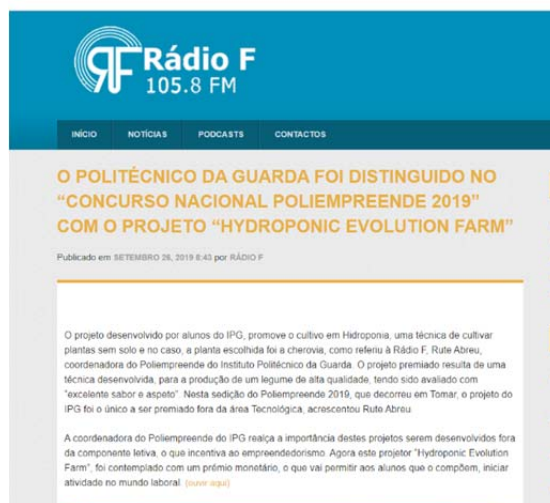 RF Rádio F
105.8 FM
INÍCIO NOTÍCIAS PODCASTS CONTACTOS
O POLITÉCNICO DA GUARDA FOI DISTINGUIDO NO
“CONCURSO NACIONAL POLIEMPREENDE 2019”
COM O PROJETO “HYDROPONIC EVOLUTION FARM”
Publicado em SETEMBRO 26, 2019 8:43 por RÁDIO F
O projeto desenvolvido por alunos do IPG, promove o cultivo em Hidroponia, uma técnica de cultivar
plantas sem solo e no caso, a planta escolhida foi a cherovia, como referiu à Rádio F, Rute Abreu,
coordenadora do Poliempreende do Instituto Politécnico da Guarda. O projeto premiado resulta de uma
técnica desenvolvida, para a produção de um legume de alta qualidade, tendo sido avaliado com
“excelente sabor e aspeto”. Nesta sedição do Poliempreende 2019, que decorreu em Tomar, o projeto do
IPG foi o único a ser premiado fora da área Tecnológica, acrescentou Rute Abreu.
A coordenadora do Poliempreende do IPG realça a importância destes projetos serem desenvolvidos fora
da componente letiva, o que incentiva ao empreendedorismo. Agora este projetor “Hydroponic Evolution
Farm”, foi contemplado com um prémio monetário, o que vai permitir aos alunos que o compõem, iniciar
atividade no mundo laboral. (ouvir aqui)